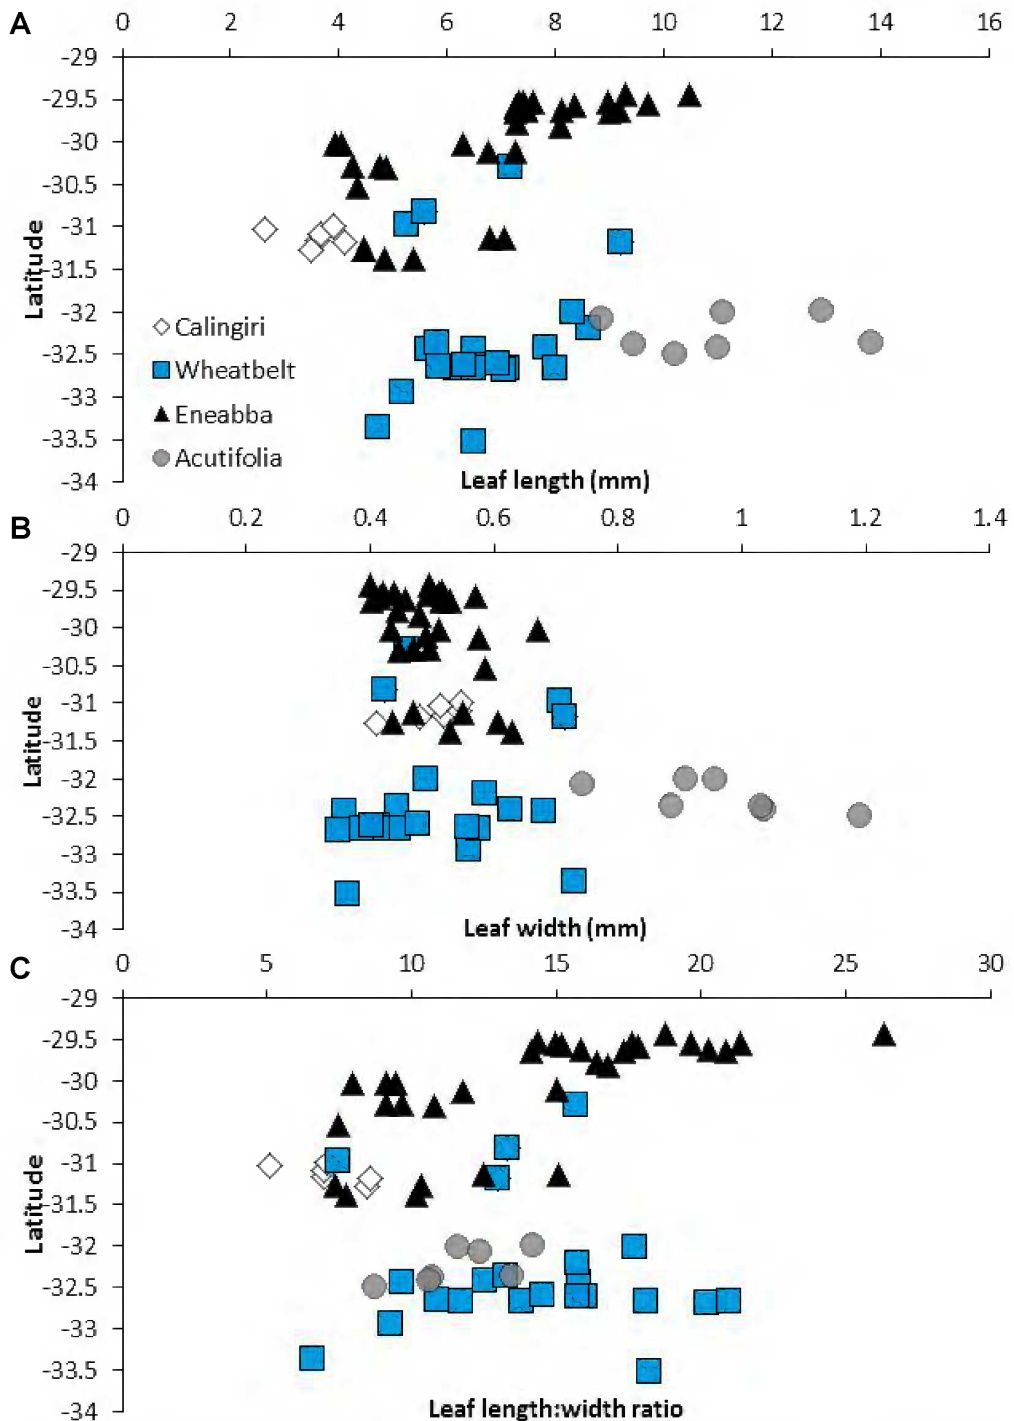 A
0 2 4 6 8 10 12 14 16
-29
-29.5
-30
-30.5
-31
-31.5
-32
-32.5
-33
-33.5
-34
Latitude
Calingiri
Wheatbelt
Eneabba
Acutifolia
Leaf length (mm)
B
0 0.2 0.4 0.6 0.8 1 1.2 1.4
-29
-29.5
-30
-30.5
-31
-31.5
-32
-32.5
-33
-33.5
-34
Latitude
Leaf width (mm)
C
0 5 10 15 20 25 30
-29
-29.5
-30
-30.5
-31
-31.5
-32
-32.5
-33
-33.5
-34
Latitude
Leaf length:width ratio